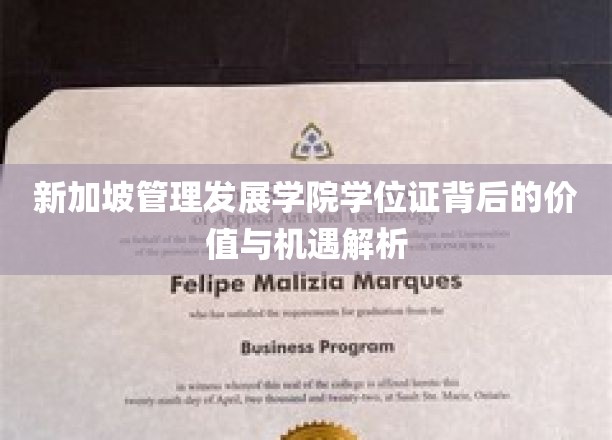 新加坡管理发展学院学位证背后的价
值与机遇解析
of Applied Arts and Technology
Felipe Malizia Marques
who has satisfied the requirements for graduation from the
Business Program
in witness whereof this seal of the college is affixed hereto this
twenty-ninth day of April, two thousand and twenty-two, at Sault Ste. Marie, Ontario.